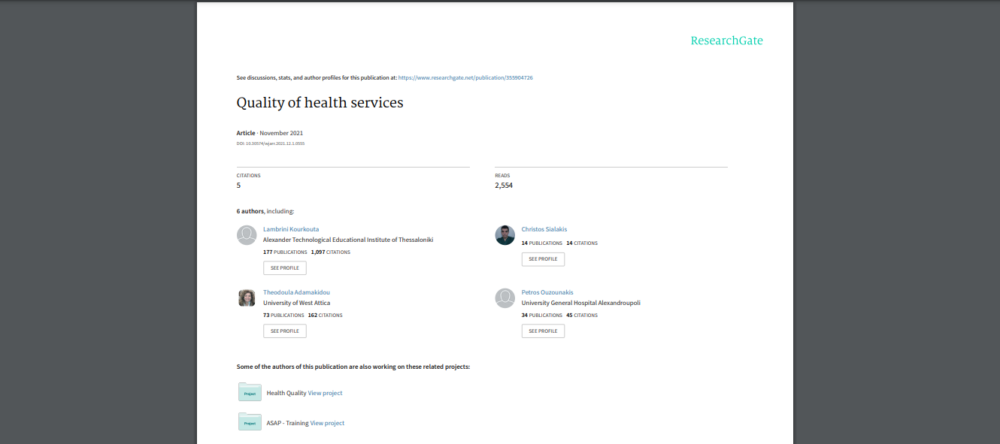 ResearchGate
See discussions, stats, and author profiles for this publication at: https://www.researchgate.net/publication/355904726
Quality of health services
Article · November 2021
DOI: 10.30574/wjarr.2021.12.1.0555
CITATIONS
5
READS
2,554
6 authors, including:
Lambrini Kourkouta
Alexander Technological Educational Institute of Thessaloniki
177 PUBLICATIONS 1,097 CITATIONS
SEE PROFILE
Christos Sialakis
14 PUBLICATIONS 14 CITATIONS
SEE PROFILE
Theodoula Adamakidou
University of West Attica
73 PUBLICATIONS 162 CITATIONS
SEE PROFILE
Petros Ouzounakis
University General Hospital Alexandroupoli
34 PUBLICATIONS 45 CITATIONS
SEE PROFILE
Some of the authors of this publication are also working on these related projects:
Project
Health Quality View project
Project
ASAP - Training View project